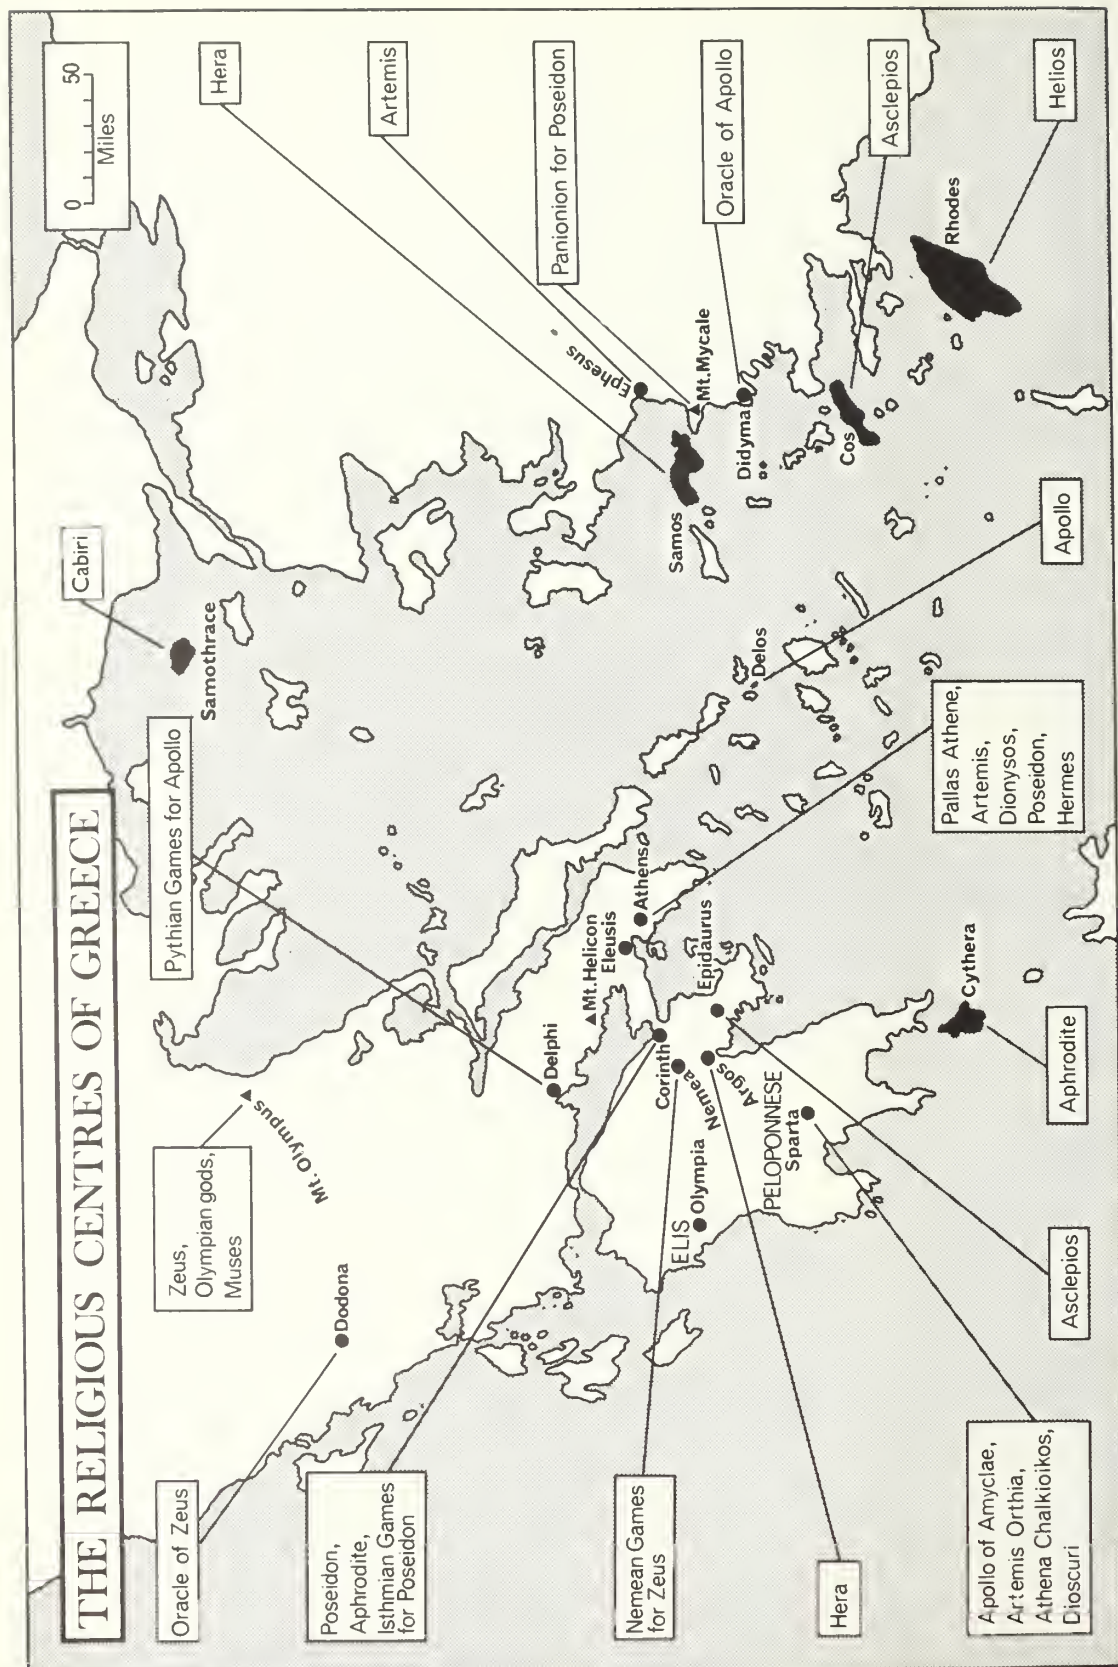 THE RELIGIOUS CENTRES OF GREECE
0 50
Miles
Oracle of Zeus
Zeus,
Olympian gods,
Muses
Pythian Games for Apollo
Cabiri
Hera
Artemis
Panionion for Poseidon
Oracle of Apollo
Asclepios
Helios
Poseidon,
Aphrodite,
Isthmian Games
for Poseidon
Nemean Games
for Zeus
Hera
Apollo of Amyclae,
Artemis Orthia,
Athena Chalkioikos,
Dioscuri
Asclepios
Aphrodite
Pallas Athene,
Artemis,
Dionysos,
Poseidon,
Hermes
Apollo
Dodona
Mt. Olympus
Samothrace
Delphi
Mt. Helicon
Eleusis
Athens
Corinth
Nemea
Argos
Epidaurus
ELIS
Olympia
PELOPONNESE
Sparta
Cythera
Delos
Samos
Ephesus
Mt. Mycale
Didyma
Cos
Rhodes